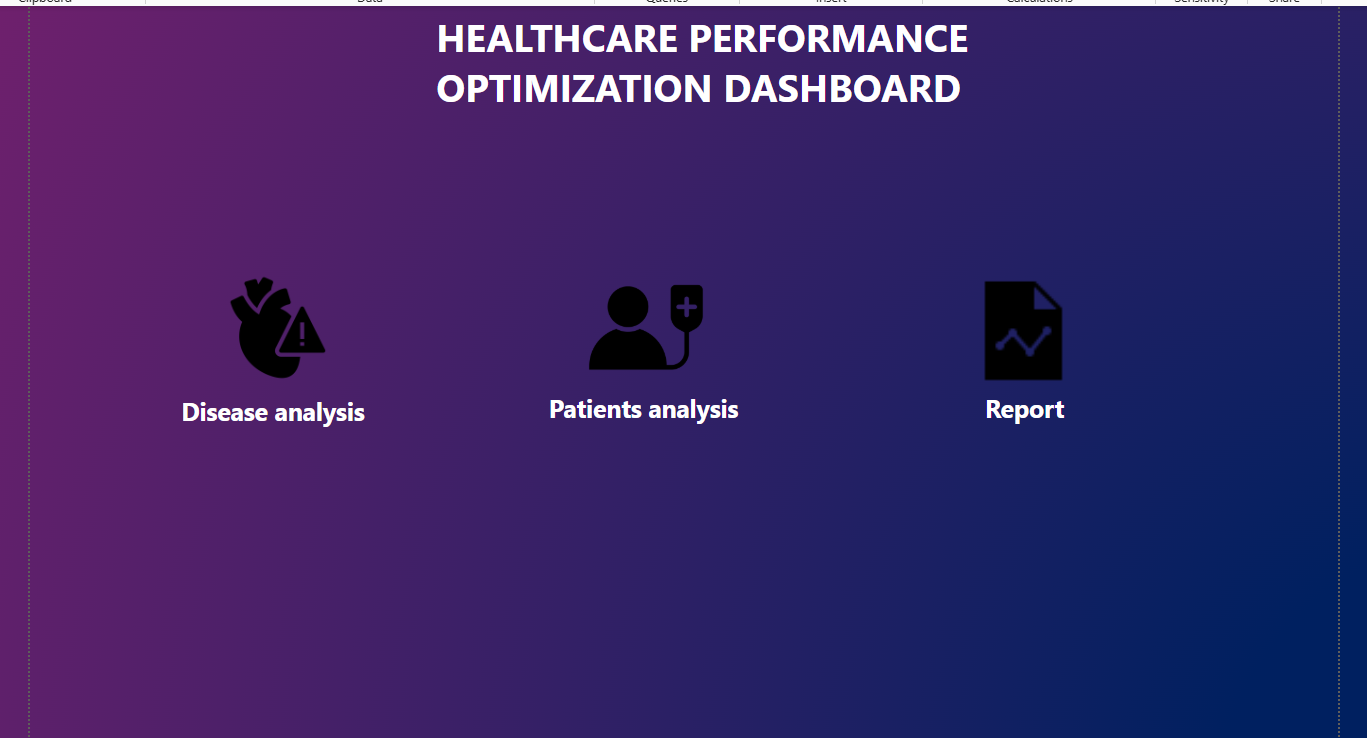 Clipboard Data Queries Insert Calculations Sensitivity Share
HEALTHCARE PERFORMANCE
OPTIMIZATION DASHBOARD
Disease analysis
Patients analysis
Report